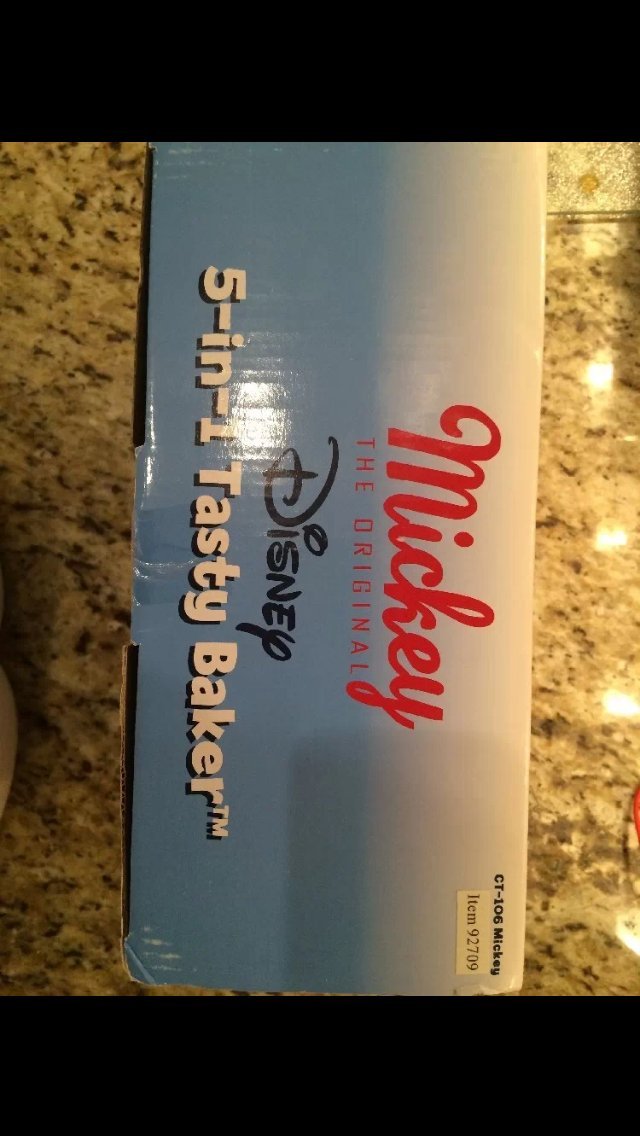 CT-106 Mickey
Item 92709
Mickey
THE ORIGINAL
Disney
5-in-1 Tasty Baker™